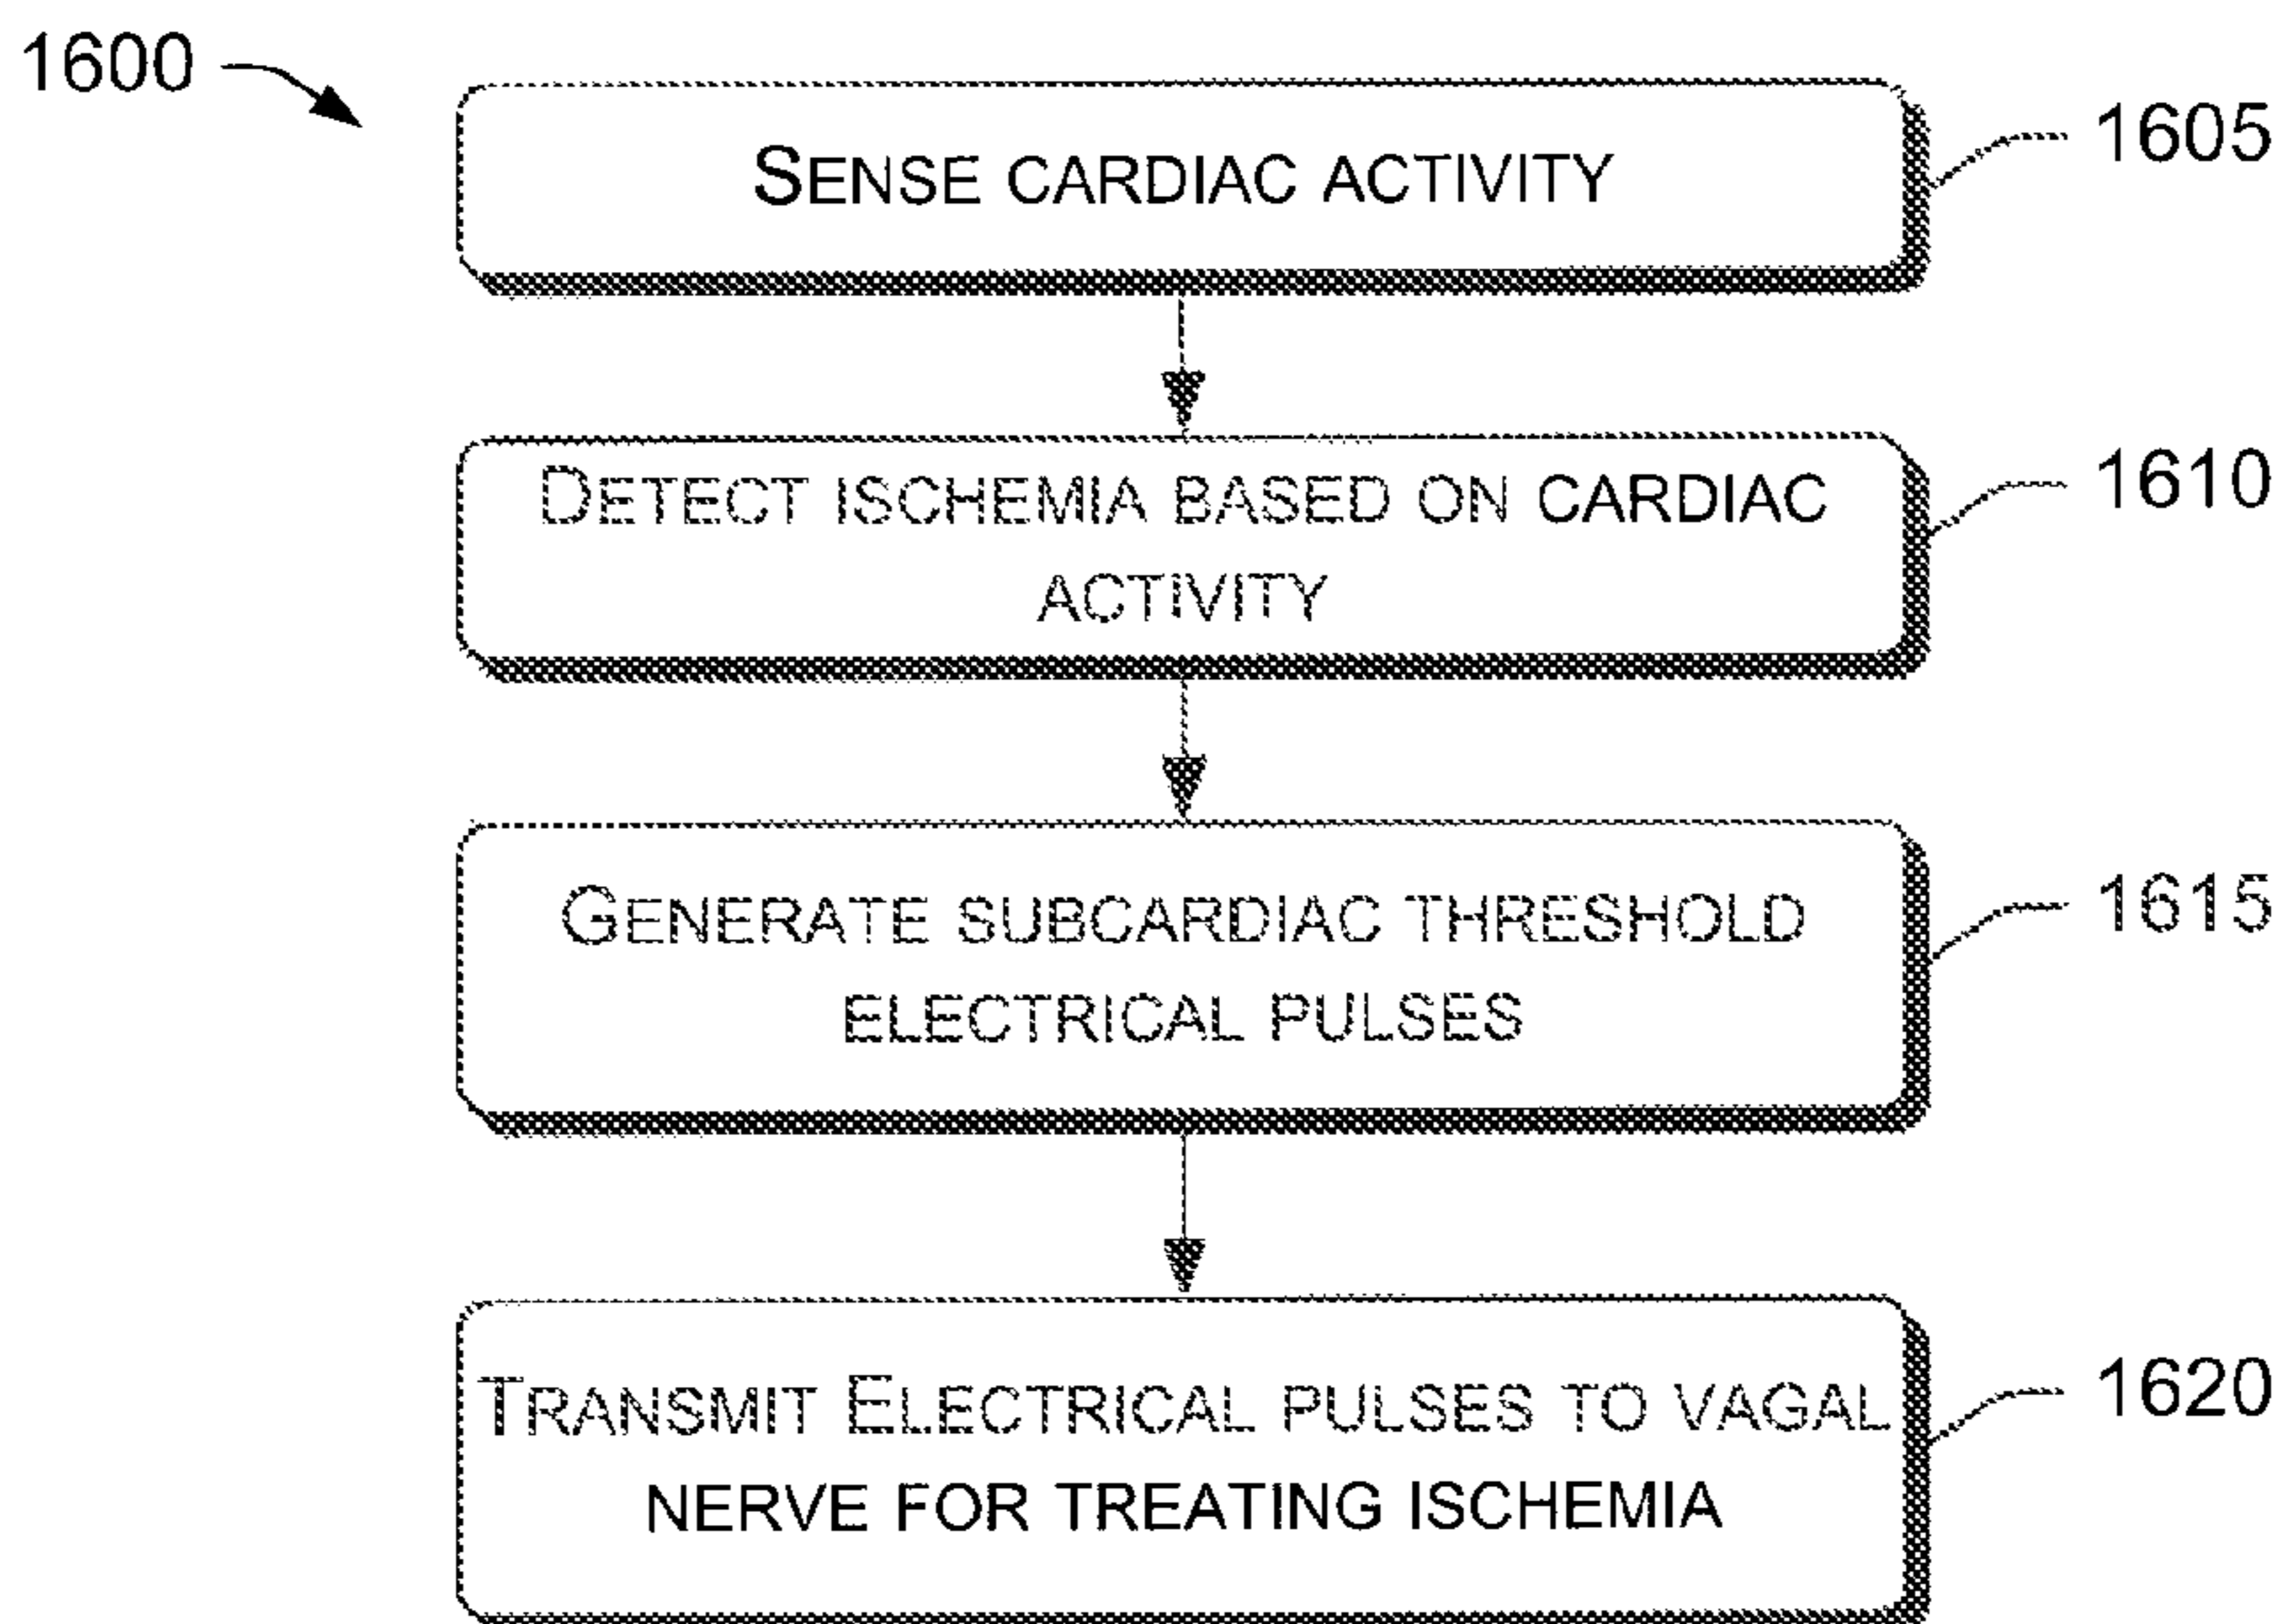 1600
SENSE CARDIAC ACTIVITY
1605
DETECT ISCHEMIA BASED ON CARDIAC
ACTIVITY
1610
GENERATE SUBCARDIAC THRESHOLD
ELECTRICAL PULSES
1615
TRANSMIT ELECTRICAL PULSES TO VAGAL
NERVE FOR TREATING ISCHEMIA
1620